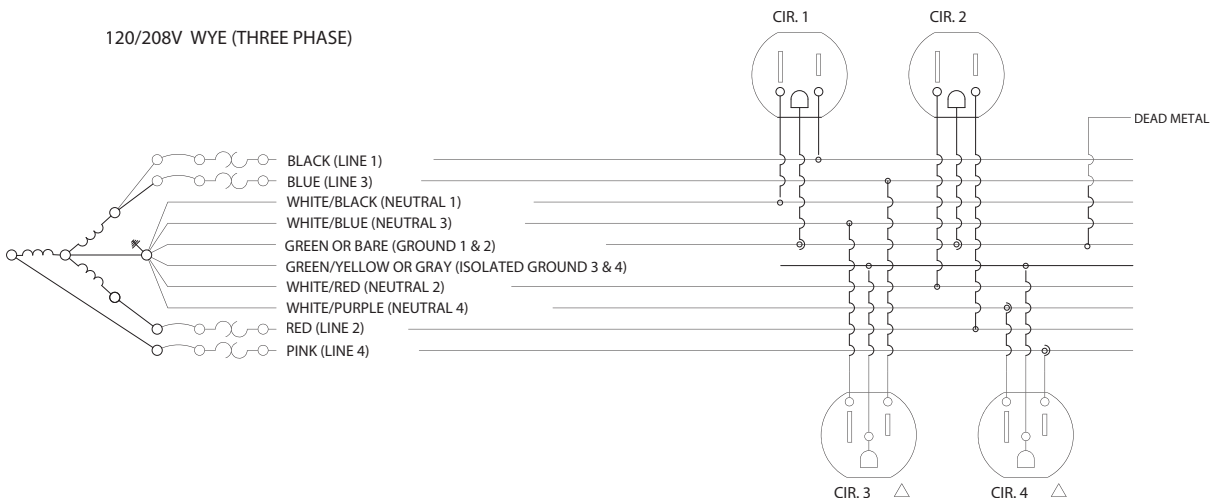 CIR. 1
CIR. 2
120/208V WYE (THREE PHASE)
DEAD METAL
BLACK (LINE 1)
BLUE (LINE 3)
WHITE/BLACK (NEUTRAL 1)
WHITE/BLUE (NEUTRAL 3)
GREEN OR BARE (GROUND 1 & 2)
GREEN/YELLOW OR GRAY (ISOLATED GROUND 3 & 4)
WHITE/RED (NEUTRAL 2)
WHITE/PURPLE (NEUTRAL 4)
RED (LINE 2)
PINK (LINE 4)
CIR. 3
CIR. 4